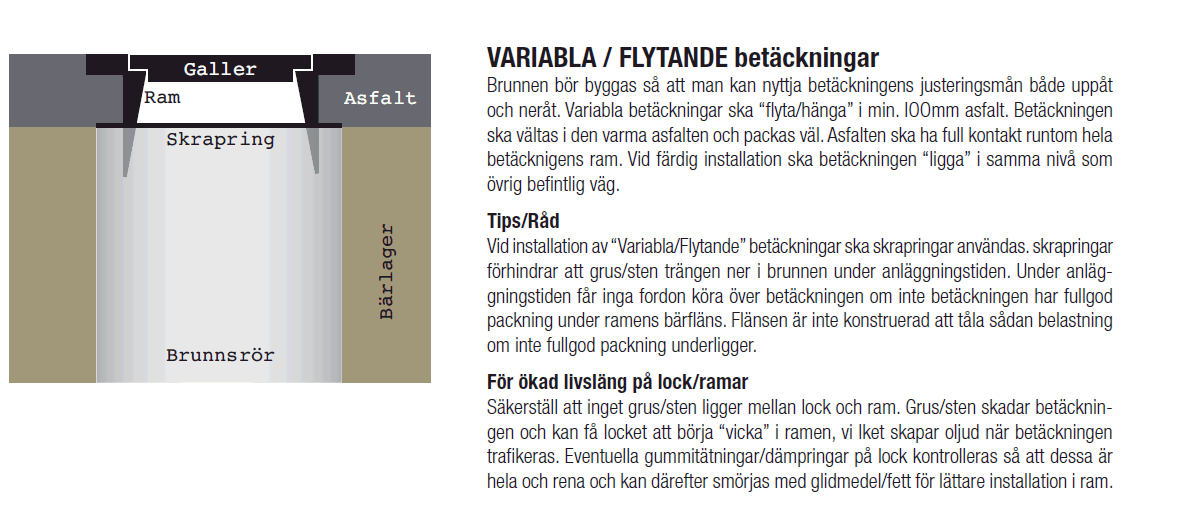 Galler
Ram
Asfalt
Skrapring
Bärlager
Brunnsrör
VARIABLA / FLYTANDE betäckningar
Brunnen bör byggas så att man kan nyttja betäckningens justeringsmån både uppåt
och neråt. Variabla betäckningar ska “flyta/hänga” i min. 100mm asfalt. Betäckningen
ska vältas i den varma asfalten och packas väl. Asfalten ska ha full kontakt runtom hela
betäcknigens ram. Vid färdig installation ska betäckningen “ligga” i samma nivå som
övrig befintlig väg.
Tips/Råd
Vid installation av “Variabla/Flytande” betäckningar ska skrapringar användas. skrapringar
förhindrar att grus/sten trängen ner i brunnen under anläggningstiden. Under anläg-
gningstiden får inga fordon köra över betäckningen om inte betäckningen har fullgod
packning under ramens bärfläns. Flänsen är inte konstruerad att tåla sådan belastning
om inte fullgod packning underligger.
För ökad livsläng på lock/ramar
Säkerställ att inget grus/sten ligger mellan lock och ram. Grus/sten skadar betäcknin-
gen och kan få locket att börja “vicka” i ramen, vi lket skapar oljud när betäckningen
trafikeras. Eventuella gummitätningar/dämpringar på lock kontrolleras så att dessa är
hela och rena och kan därefter smörjas med glidmedel/fett för lättare installation i ram.